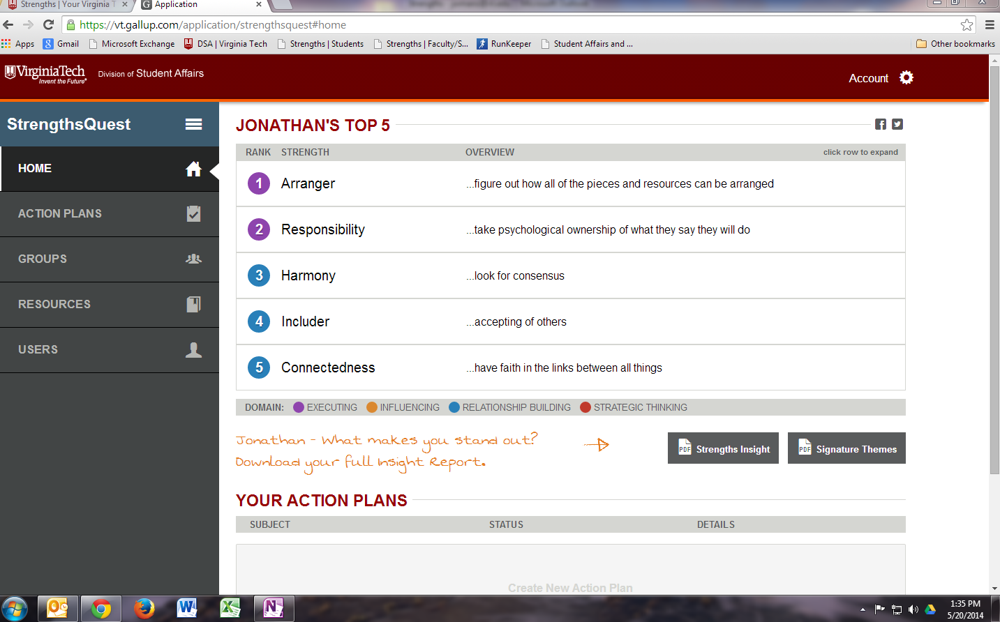 Strengths | Your Virginia T
Application
https://vt.gallup.com/application/strengthsquest#home
Apps Gmail Microsoft Exchange DSA | Virginia Tech Strengths | Students Strengths | Faculty/S... RunKeeper Student Affairs and ... Other bookmarks
VirginiaTech Division of Student Affairs
Invent the Future®
Account
StrengthsQuest
HOME
ACTION PLANS
GROUPS
RESOURCES
USERS
JONATHAN'S TOP 5
RANK STRENGTH OVERVIEW click row to expand
1 Arranger ...figure out how all of the pieces and resources can be arranged
2 Responsibility ...take psychological ownership of what they say they will do
3 Harmony ...look for consensus
4 Includer ...accepting of others
5 Connectedness ...have faith in the links between all things
DOMAIN: EXECUTING INFLUENCING RELATIONSHIP BUILDING STRATEGIC THINKING
Jonathan - What makes you stand out?
Download your full Insight Report.
PDF Strengths Insight PDF Signature Themes
YOUR ACTION PLANS
SUBJECT STATUS DETAILS
Create New Action Plan
1:35 PM
5/20/2014